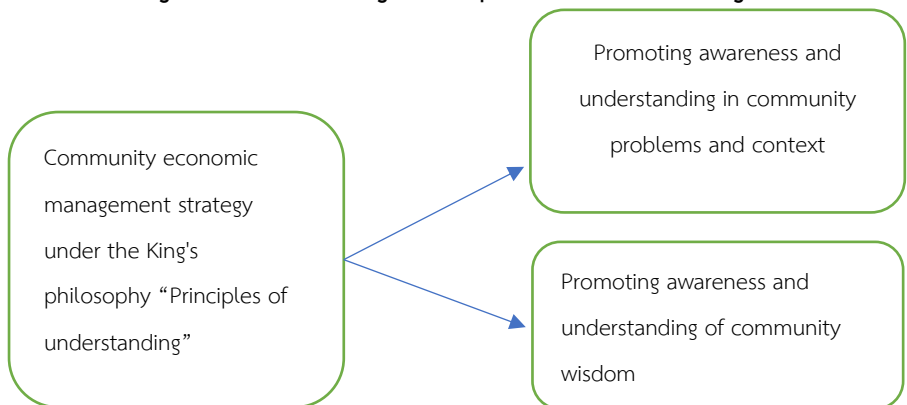 Community economic
management strategy
under the King's
philosophy “Principles of
understanding”
Promoting awareness and
understanding in community
problems and context
Promoting awareness and
understanding of community
wisdom